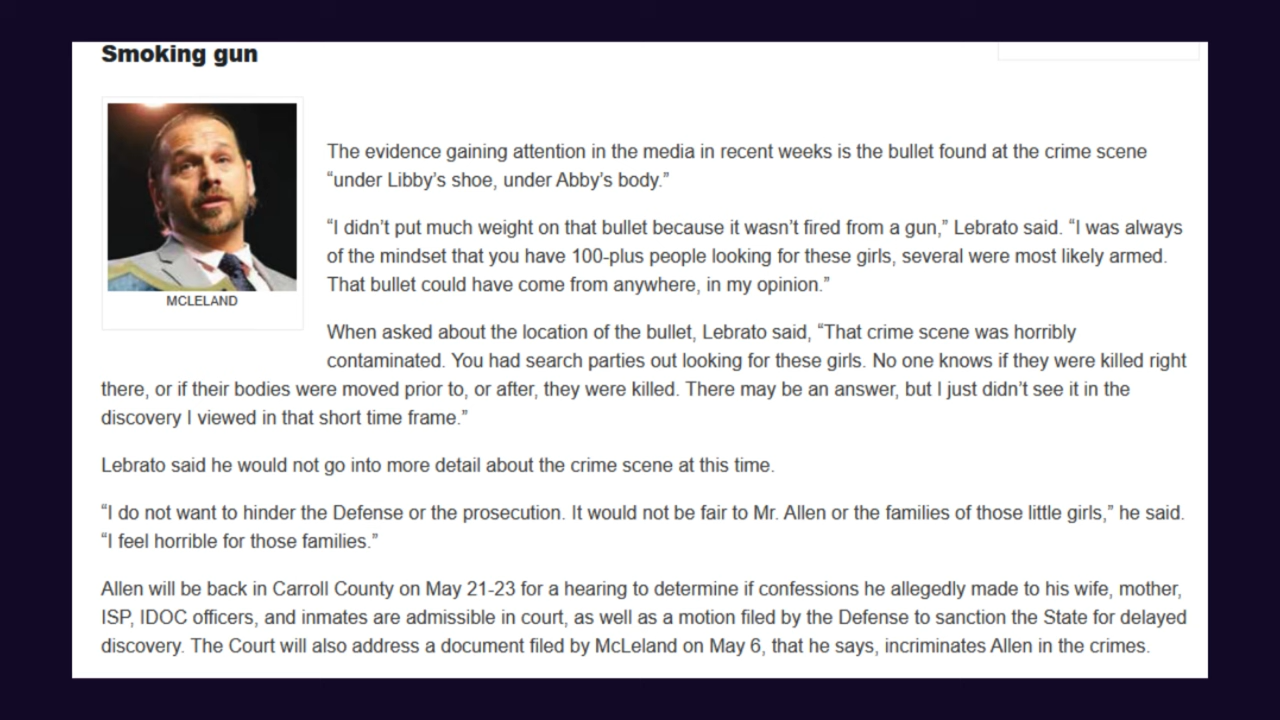 Smoking gun
The evidence gaining attention in the media in recent weeks is the bullet found at the crime scene
“under Libby’s shoe, under Abby’s body.”
“I didn’t put much weight on that bullet because it wasn’t fired from a gun,” Lebrato said. “I was always
of the mindset that you have 100-plus people looking for these girls, several were most likely armed.
That bullet could have come from anywhere, in my opinion.”
MCLELAND
When asked about the location of the bullet, Lebrato said, “That crime scene was horribly
contaminated. You had search parties out looking for these girls. No one knows if they were killed right
there, or if their bodies were moved prior to, or after, they were killed. There may be an answer, but I just didn’t see it in the
discovery I viewed in that short time frame.”
Lebrato said he would not go into more detail about the crime scene at this time.
“I do not want to hinder the Defense or the prosecution. It would not be fair to Mr. Allen or the families of those little girls,” he said.
“I feel horrible for those families.”
Allen will be back in Carroll County on May 21-23 for a hearing to determine if confessions he allegedly made to his wife, mother,
ISP, IDOC officers, and inmates are admissible in court, as well as a motion filed by the Defense to sanction the State for delayed
discovery. The Court will also address a document filed by McLeland on May 6, that he says, incriminates Allen in the crimes.